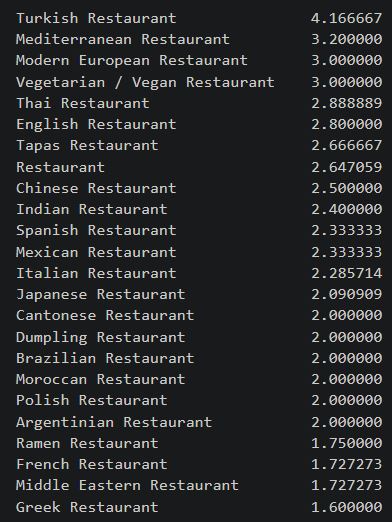 Turkish Restaurant 4.166667
Mediterranean Restaurant 3.200000
Modern European Restaurant 3.000000
Vegetarian / Vegan Restaurant 3.000000
Thai Restaurant 2.888889
English Restaurant 2.800000
Tapas Restaurant 2.666667
Restaurant 2.647059
Chinese Restaurant 2.500000
Indian Restaurant 2.400000
Spanish Restaurant 2.333333
Mexican Restaurant 2.333333
Italian Restaurant 2.285714
Japanese Restaurant 2.090909
Cantonese Restaurant 2.000000
Dumpling Restaurant 2.000000
Brazilian Restaurant 2.000000
Moroccan Restaurant 2.000000
Polish Restaurant 2.000000
Argentinian Restaurant 2.000000
Ramen Restaurant 1.750000
French Restaurant 1.727273
Middle Eastern Restaurant 1.727273
Greek Restaurant 1.600000